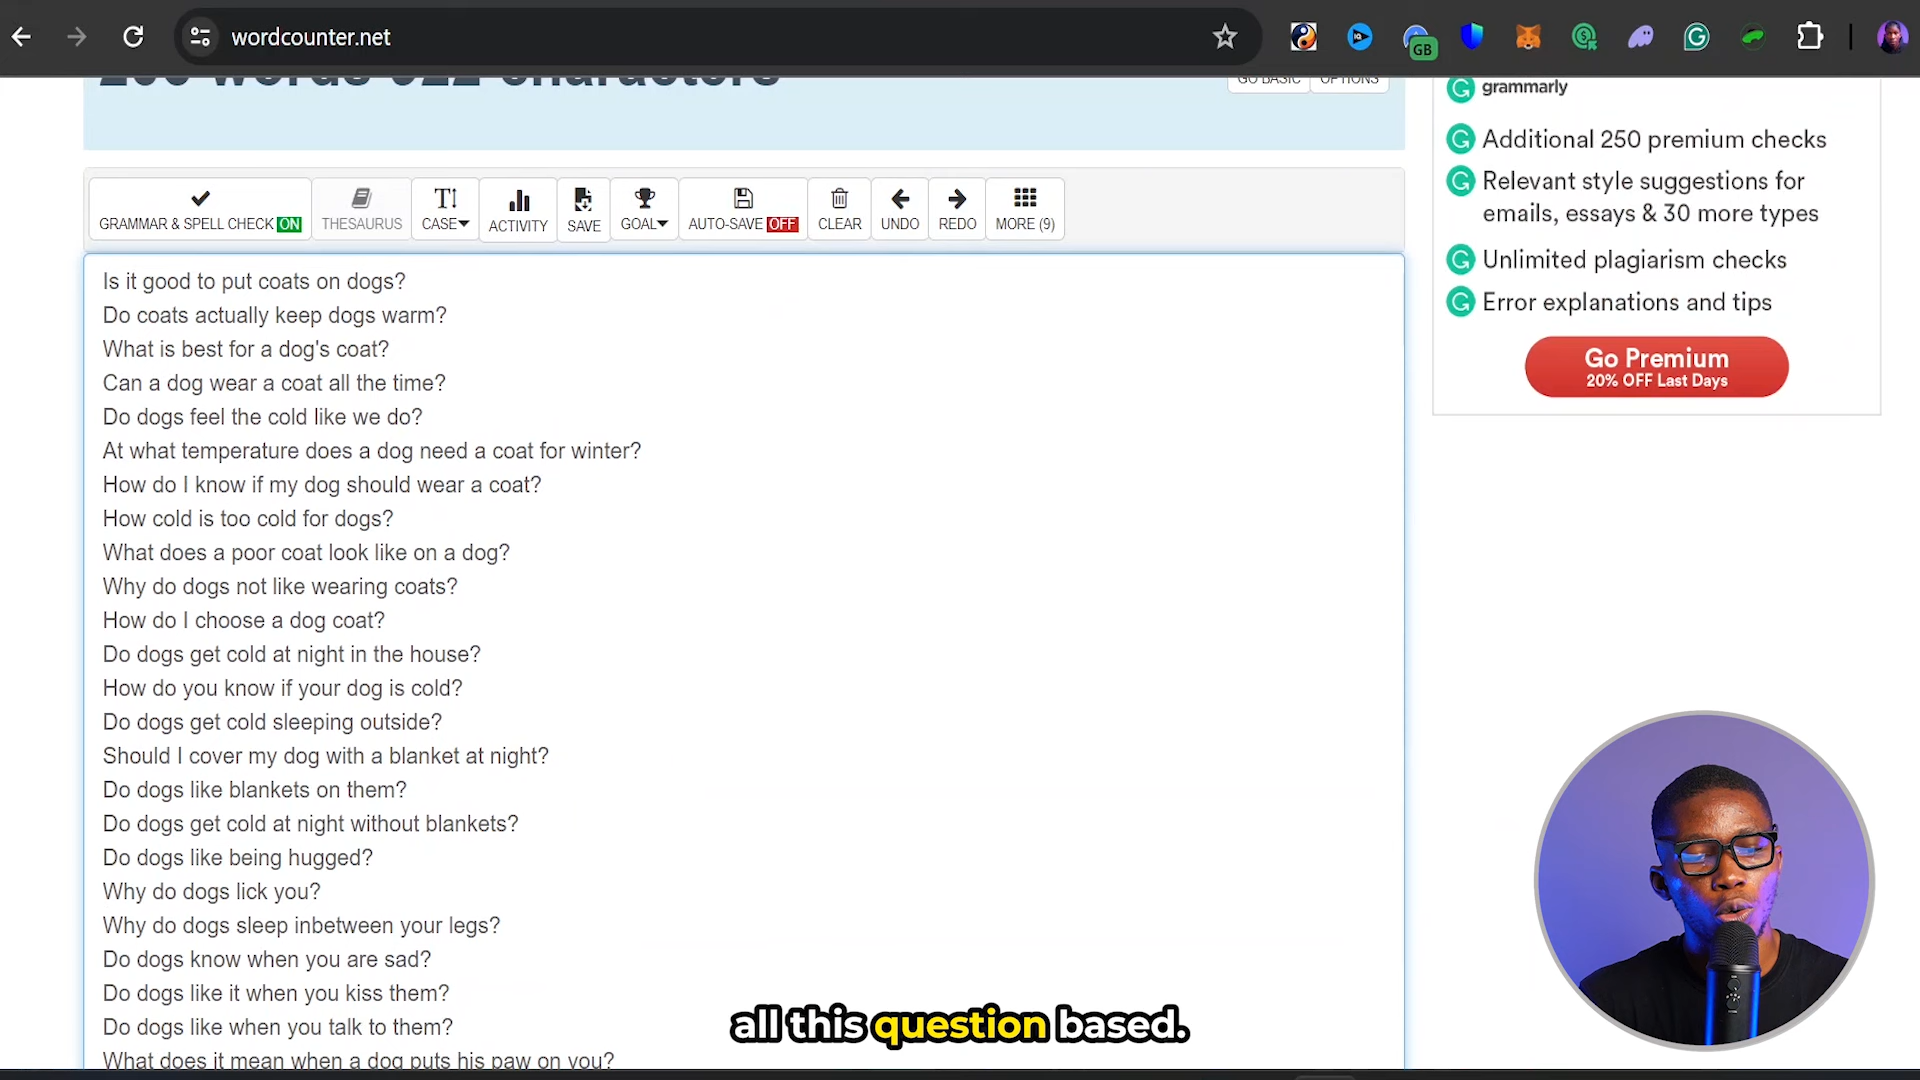 wordcounter.net
GB
words 922 characters
GO BASIC
OPTIONS
grammarly
Additional 250 premium checks
Relevant style suggestions for
emails, essays & 30 more types
Unlimited plagiarism checks
Error explanations and tips
Go Premium
20% OFF Last Days
GRAMMAR & SPELL CHECK ON
THESAURUS
CASE
ACTIVITY
SAVE
GOAL
AUTO-SAVE OFF
CLEAR
UNDO
REDO
MORE (9)
Is it good to put coats on dogs?
Do coats actually keep dogs warm?
What is best for a dog's coat?
Can a dog wear a coat all the time?
Do dogs feel the cold like we do?
At what temperature does a dog need a coat for winter?
How do I know if my dog should wear a coat?
How cold is too cold for dogs?
What does a poor coat look like on a dog?
Why do dogs not like wearing coats?
How do I choose a dog coat?
Do dogs get cold at night in the house?
How do you know if your dog is cold?
Do dogs get cold sleeping outside?
Should I cover my dog with a blanket at night?
Do dogs like blankets on them?
Do dogs get cold at night without blankets?
Do dogs like being hugged?
Why do dogs lick you?
Why do dogs sleep inbetween your legs?
Do dogs know when you are sad?
Do dogs like it when you kiss them?
Do dogs like when you talk to them?
What does it mean when a dog puts his paw on you?
all this question based.